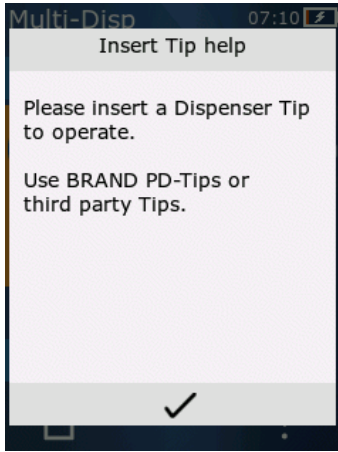 Multi-Disp 07:10
Insert Tip help
Please insert a Dispenser Tip
to operate.
Use BRAND PD-Tips or
third party Tips.